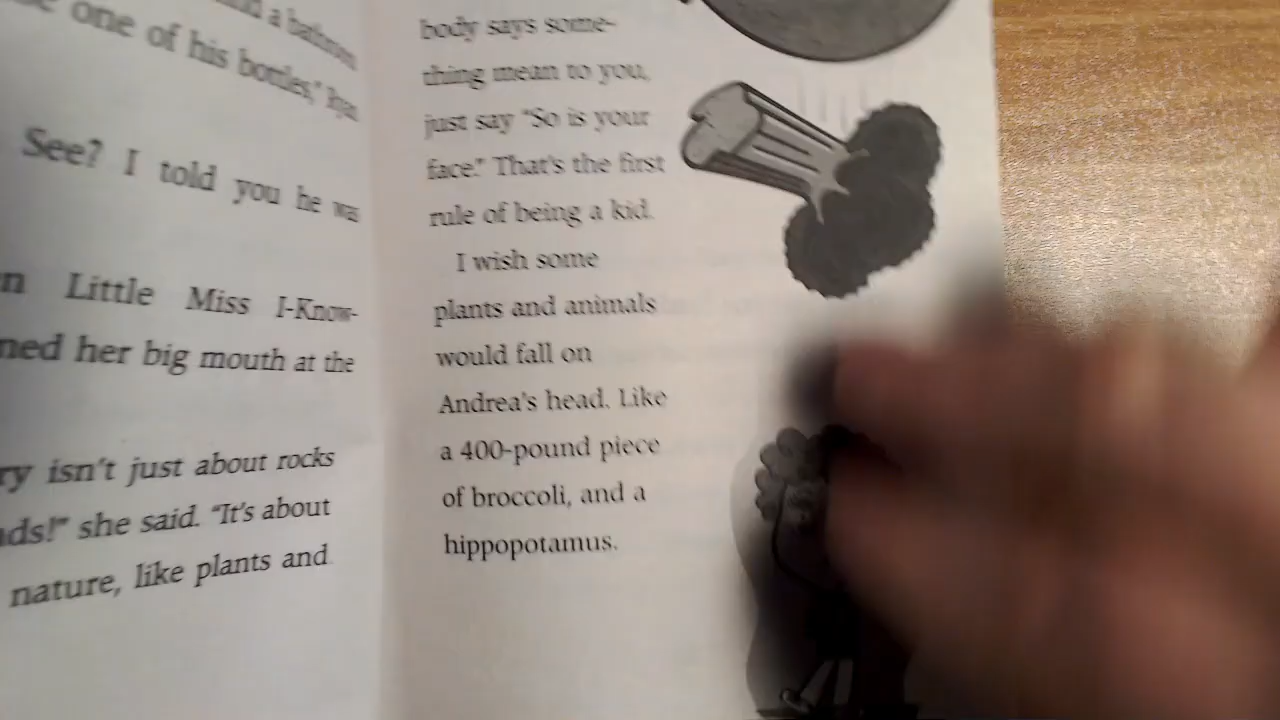 a bathroom
one of his bottles," Ryan
See? I told you he was
Little Miss I-Know-
her big mouth at the
isn't just about rocks
she said. "It's about
nature, like plants and
body says some-
thing mean to you,
just say "So is your
face." That's the first
rule of being a kid.
I wish some
plants and animals
would fall on
Andrea's head. Like
a 400-pound piece
of broccoli, and a
hippopotamus.